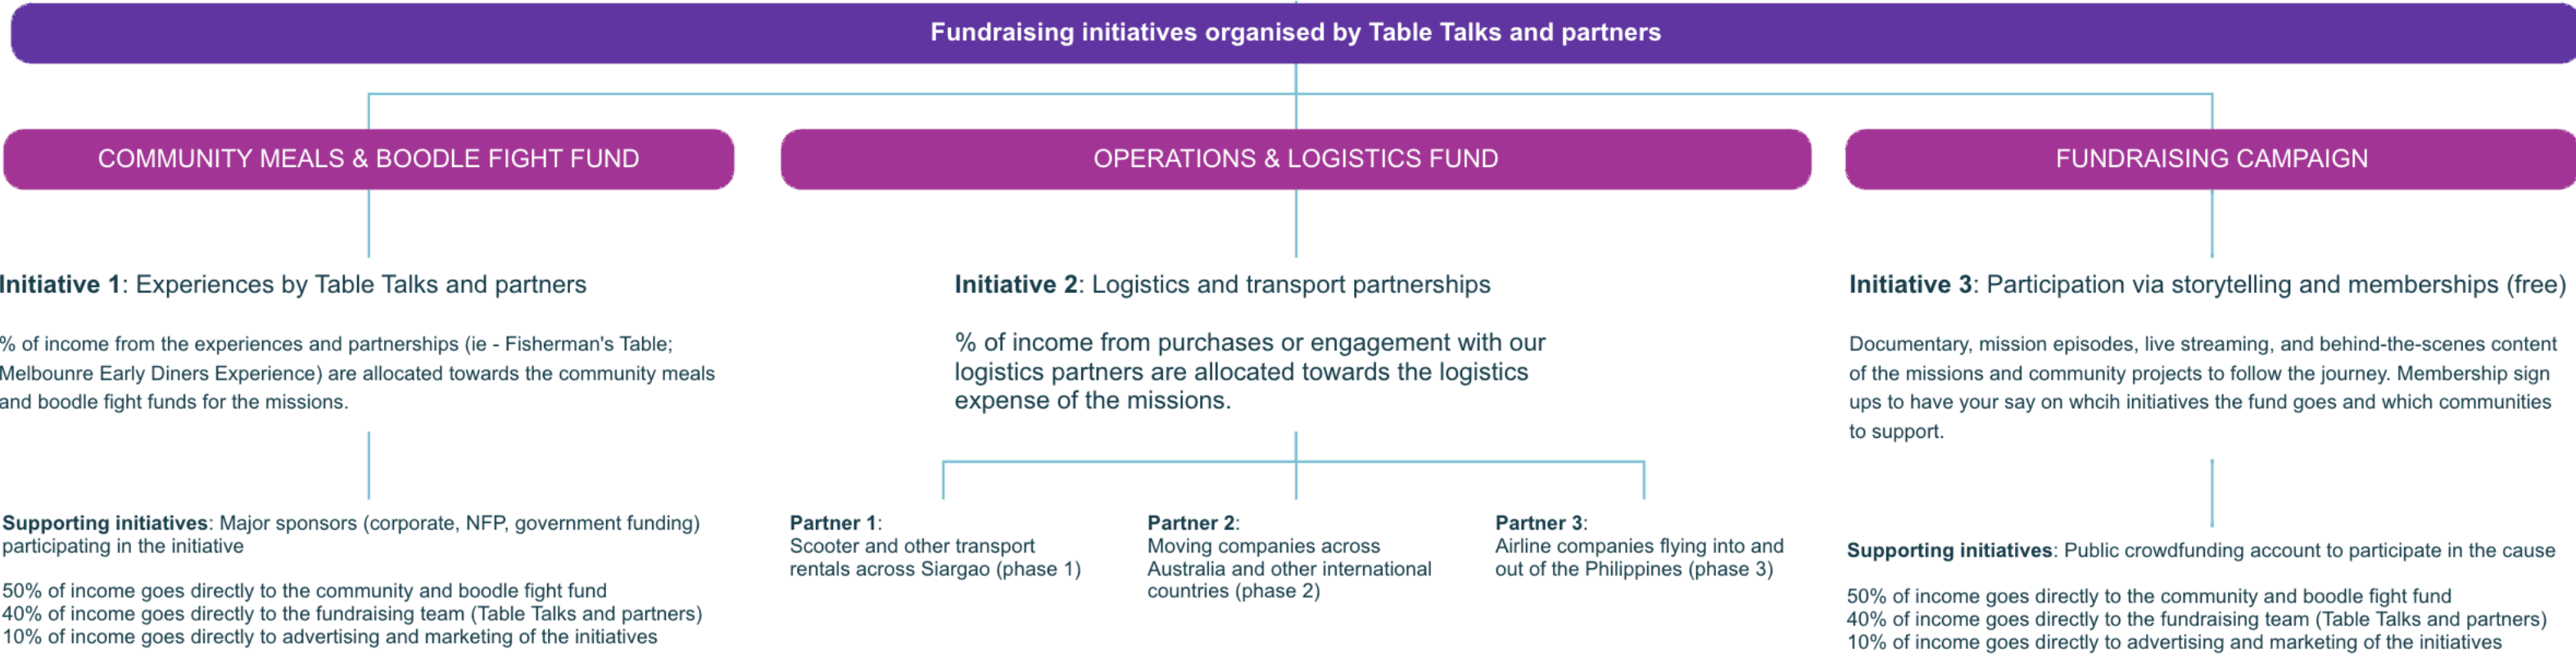 Fundraising initiatives organised by Table Talks and partners
COMMUNITY MEALS & BOODLE FIGHT FUND
Initiative 1: Experiences by Table Talks and partners
% of income from the experiences and partnerships (ie - Fisherman's Table;
Melbounre Early Diners Experience) are allocated towards the community meals
and boodle fight funds for the missions.
Supporting initiatives: Major sponsors (corporate, NFP, government funding)
participating in the initiative
50% of income goes directly to the community and boodle fight fund
40% of income goes directly to the fundraising team (Table Talks and partners)
10% of income goes directly to advertising and marketing of the initiatives
OPERATIONS & LOGISTICS FUND
Initiative 2: Logistics and transport partnerships
% of income from purchases or engagement with our
logistics partners are allocated towards the logistics
expense of the missions.
Partner 1:
Scooter and other transport
rentals across Siargao (phase 1)
Partner 2:
Moving companies across
Australia and other international
countries (phase 2)
Partner 3:
Airline companies flying into and
out of the Philippines (phase 3)
FUNDRAISING CAMPAIGN
Initiative 3: Participation via storytelling and memberships (free)
Documentary, mission episodes, live streaming, and behind-the-scenes content
of the missions and community projects to follow the journey. Membership sign
ups to have your say on whcih initiatives the fund goes and which communities
to support.
Supporting initiatives: Public crowdfunding account to participate in the cause
50% of income goes directly to the community and boodle fight fund
40% of income goes directly to the fundraising team (Table Talks and partners)
10% of income goes directly to advertising and marketing of the initiatives